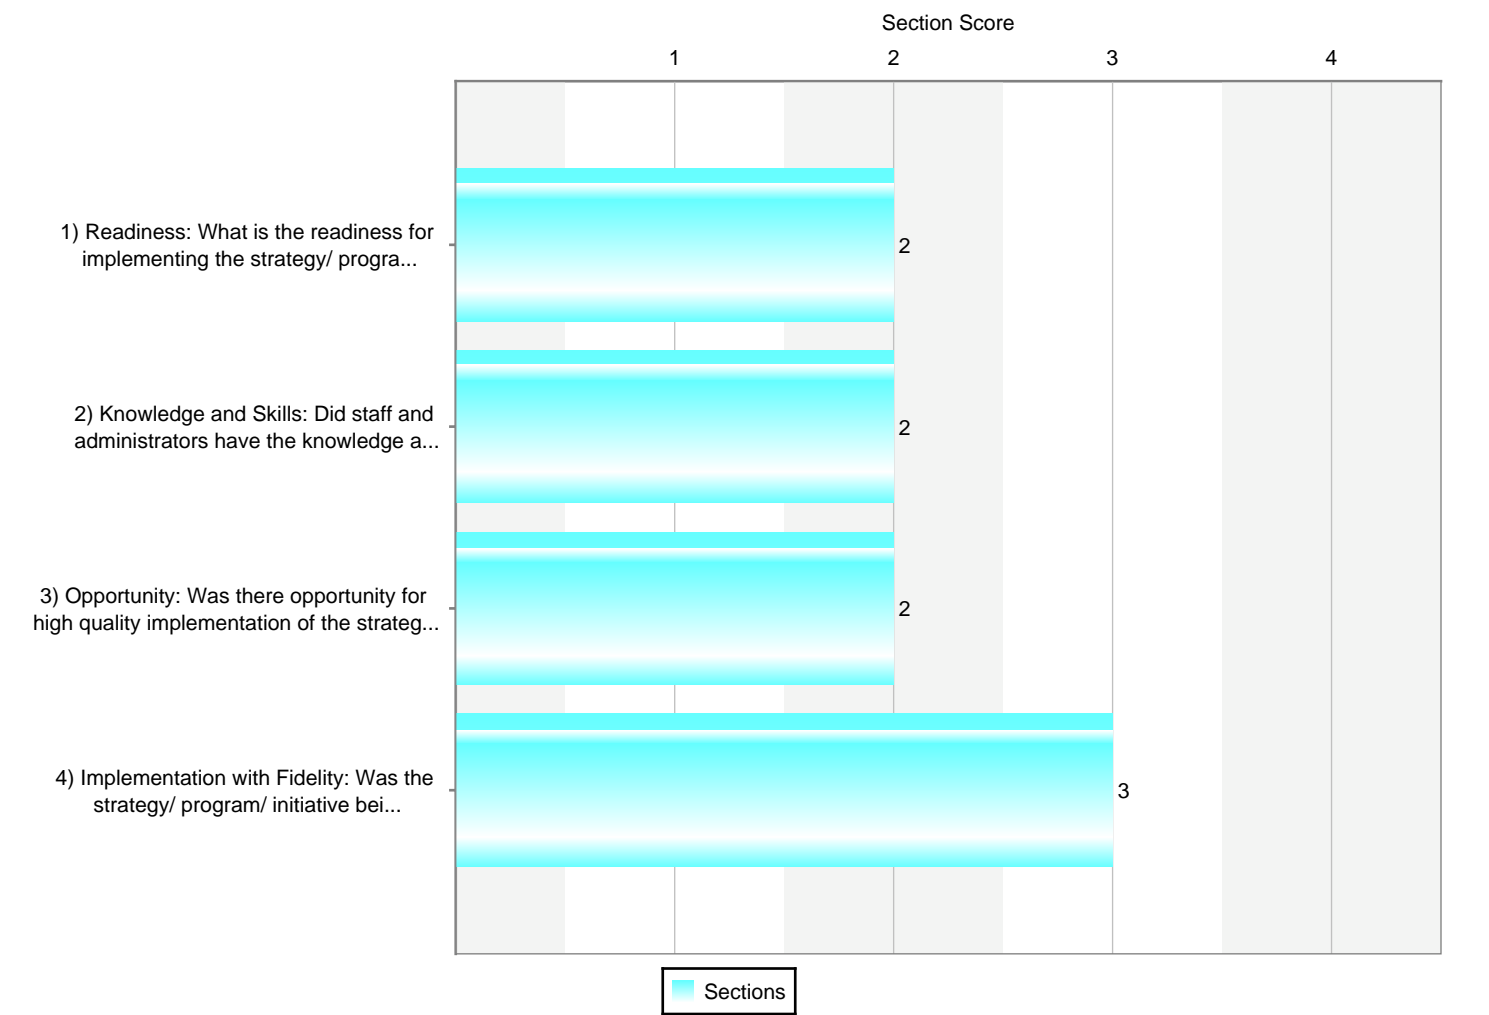 Section Score
1
2
3
4
1) Readiness: What is the readiness for
implementing the strategy/ progra...
2
2) Knowledge and Skills: Did staff and
administrators have the knowledge a...
2
3) Opportunity: Was there opportunity for
high quality implementation of the strateg...
2
4) Implementation with Fidelity: Was the
strategy/ program/ initiative bei...
3
Sections